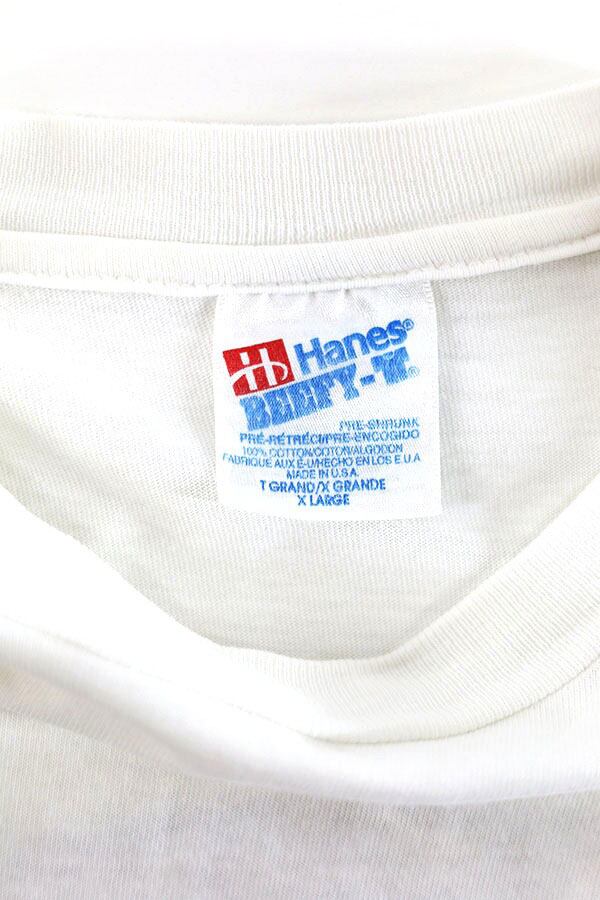 H Hanes®
BEEFY-T®
PRE-SHRUNK
PRÉ-RÉTRÉCI/PRE-ENCOGIDO
100% COTTON/COTON/ALGODON
FABRIQUE AUX É-U/HECHO EN LOS E.U.A
MADE IN U.S.A.
T GRAND/X GRANDE
X LARGE